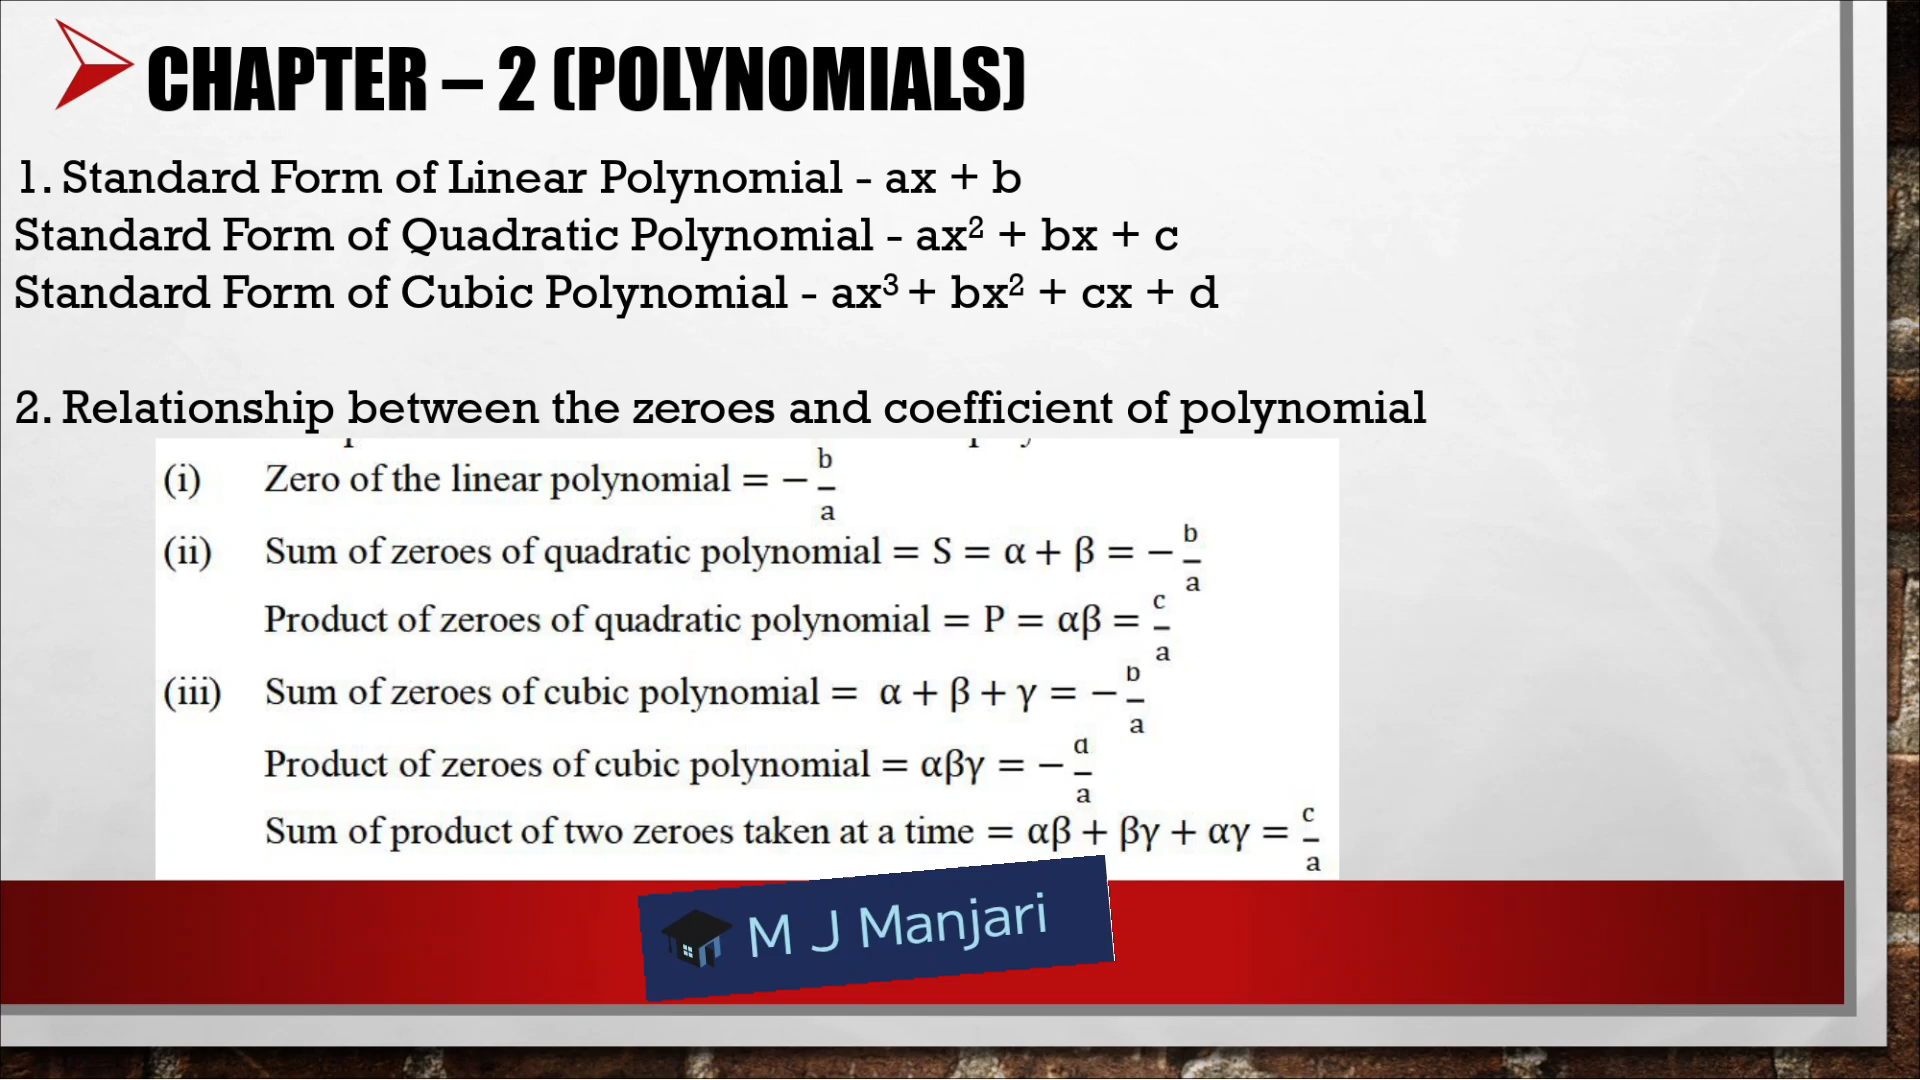 CHAPTER – 2 (POLYNOMIALS)
1. Standard Form of Linear Polynomial - ax + b
Standard Form of Quadratic Polynomial - ax² + bx + c
Standard Form of Cubic Polynomial - ax³ + bx² + cx + d
2. Relationship between the zeroes and coefficient of polynomial
(i) Zero of the linear polynomial = − b/a
(ii) Sum of zeroes of quadratic polynomial = S = α + β = − b/a
Product of zeroes of quadratic polynomial = P = αβ = c/a
(iii) Sum of zeroes of cubic polynomial = α + β + γ = − b/a
Product of zeroes of cubic polynomial = αβγ = − d/a
Sum of product of two zeroes taken at a time = αβ + βγ + αγ = c/a
M J Manjari